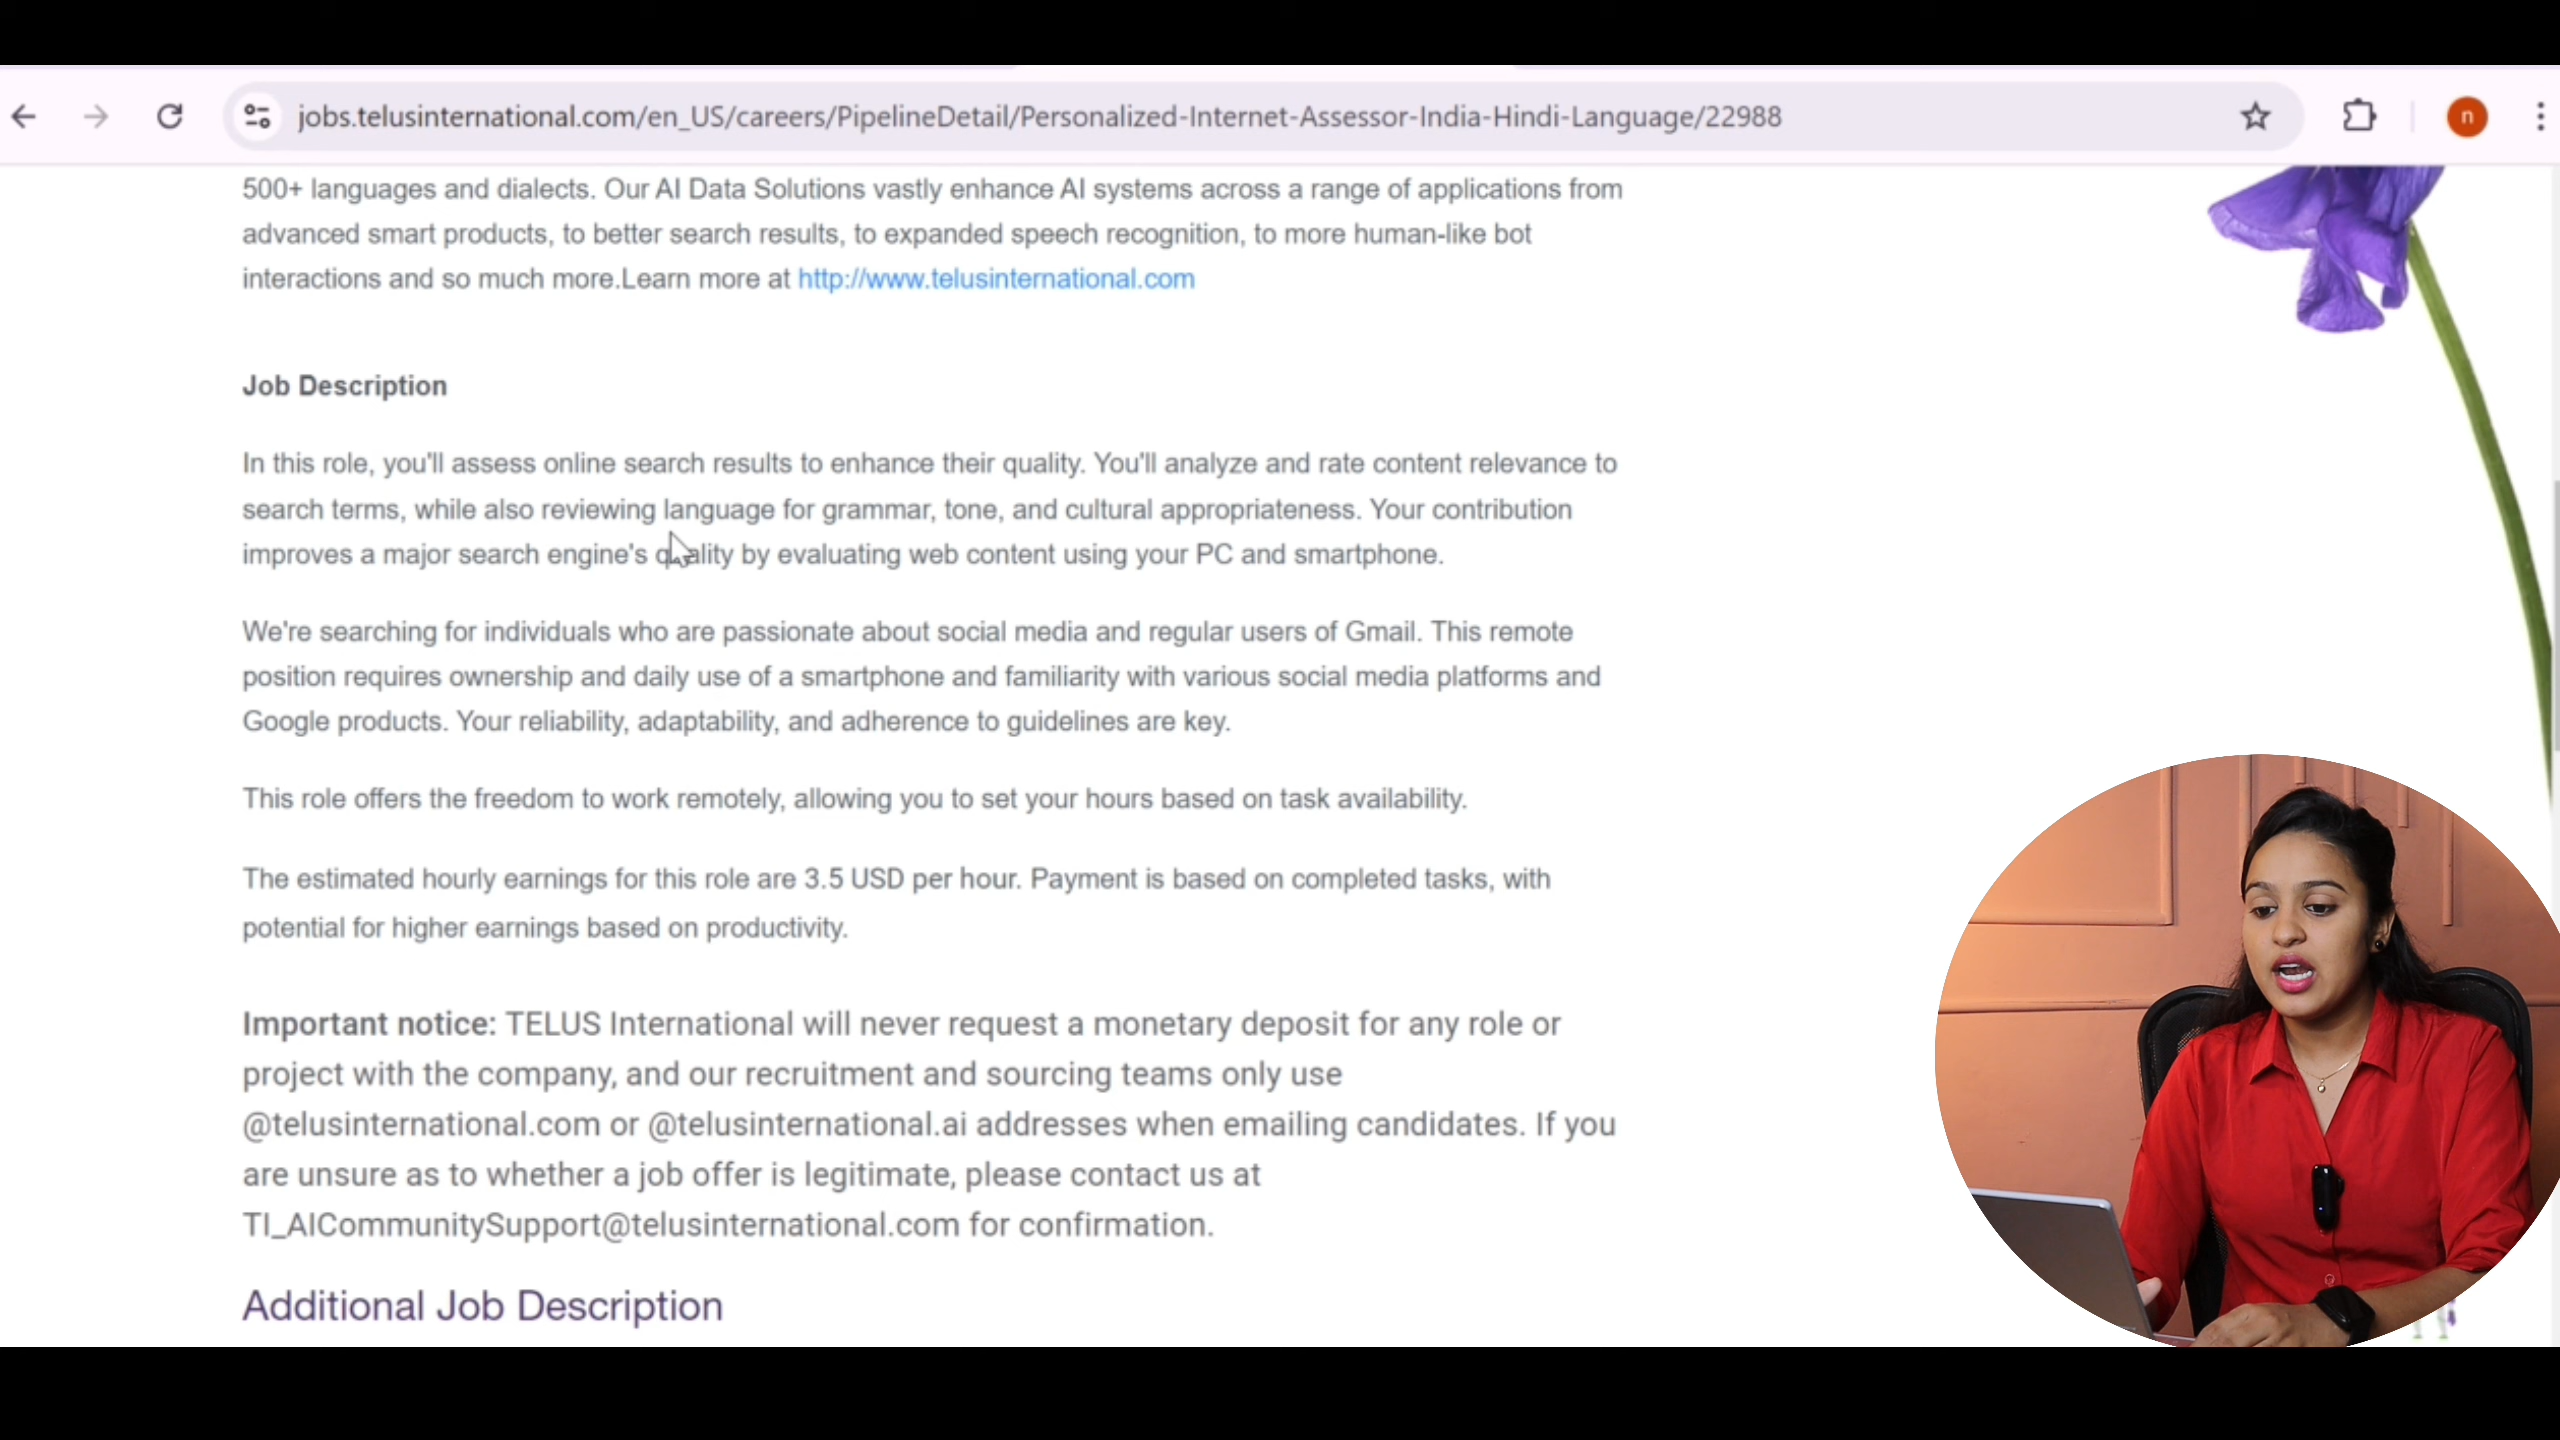 jobs.telusinternational.com/en_US/careers/PipelineDetail/Personalized-Internet-Assessor-India-Hindi-Language/22988
n
500+ languages and dialects. Our AI Data Solutions vastly enhance AI systems across a range of applications from
advanced smart products, to better search results, to expanded speech recognition, to more human-like bot
interactions and so much more.Learn more at http://www.telusinternational.com
Job Description
In this role, you'll assess online search results to enhance their quality. You'll analyze and rate content relevance to
search terms, while also reviewing language for grammar, tone, and cultural appropriateness. Your contribution
improves a major search engine's quality by evaluating web content using your PC and smartphone.
We're searching for individuals who are passionate about social media and regular users of Gmail. This remote
position requires ownership and daily use of a smartphone and familiarity with various social media platforms and
Google products. Your reliability, adaptability, and adherence to guidelines are key.
This role offers the freedom to work remotely, allowing you to set your hours based on task availability.
The estimated hourly earnings for this role are 3.5 USD per hour. Payment is based on completed tasks, with
potential for higher earnings based on productivity.
Important notice: TELUS International will never request a monetary deposit for any role or
project with the company, and our recruitment and sourcing teams only use
@telusinternational.com or @telusinternational.ai addresses when emailing candidates. If you
are unsure as to whether a job offer is legitimate, please contact us at
TI_AICommunitySupport@telusinternational.com for confirmation.
Additional Job Description